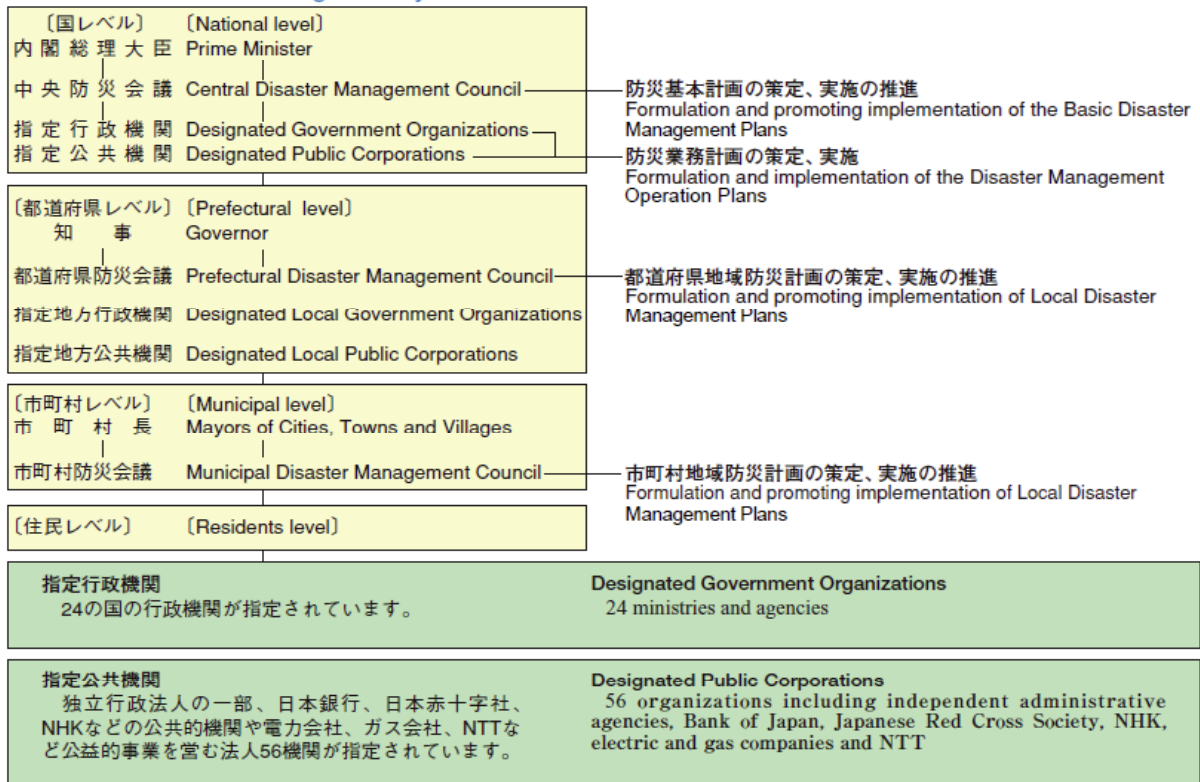 〔国レベル〕 〔National level〕
内閣総理大臣 Prime Minister
中央防災会議 Central Disaster Management Council
指定行政機関 Designated Government Organizations
指定公共機関 Designated Public Corporations
防災基本計画の策定、実施の推進
Formulation and promoting implementation of the Basic Disaster
Management Plans
防災業務計画の策定、実施
Formulation and implementation of the Disaster Management
Operation Plans
〔都道府県レベル〕 〔Prefectural level〕
知事 Governor
都道府県防災会議 Prefectural Disaster Management Council
指定地方行政機関 Designated Local Government Organizations
指定地方公共機関 Designated Local Public Corporations
都道府県地域防災計画の策定、実施の推進
Formulation and promoting implementation of Local Disaster
Management Plans
〔市町村レベル〕 〔Municipal level〕
市町村長 Mayors of Cities, Towns and Villages
市町村防災会議 Municipal Disaster Management Council
市町村地域防災計画の策定、実施の推進
Formulation and promoting implementation of Local Disaster
Management Plans
〔住民レベル〕 〔Residents level〕
指定行政機関
24の国の行政機関が指定されています。
Designated Government Organizations
24 ministries and agencies
指定公共機関
独立行政法人の一部、日本銀行、日本赤十字社、
NHKなどの公共的機関や電力会社、ガス会社、NTTな
ど公益的事業を営む法人56機関が指定されています。
Designated Public Corporations
56 organizations including independent administrative
agencies, Bank of Japan, Japanese Red Cross Society, NHK,
electric and gas companies and NTT